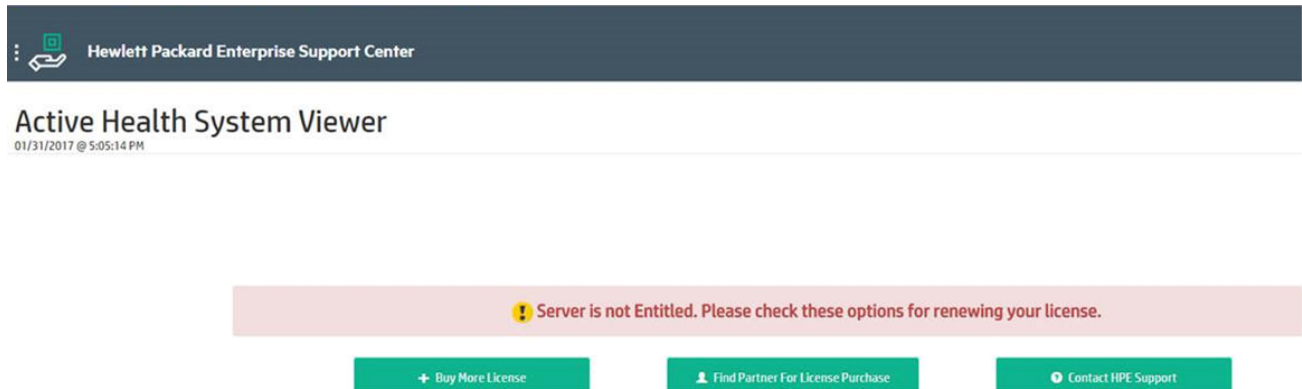 Hewlett Packard Enterprise Support Center
Active Health System Viewer
01/31/2017 @ 5:05:14 PM
Server is not Entitled. Please check these options for renewing your license.
+ Buy More License
Find Partner For License Purchase
Contact HPE Support